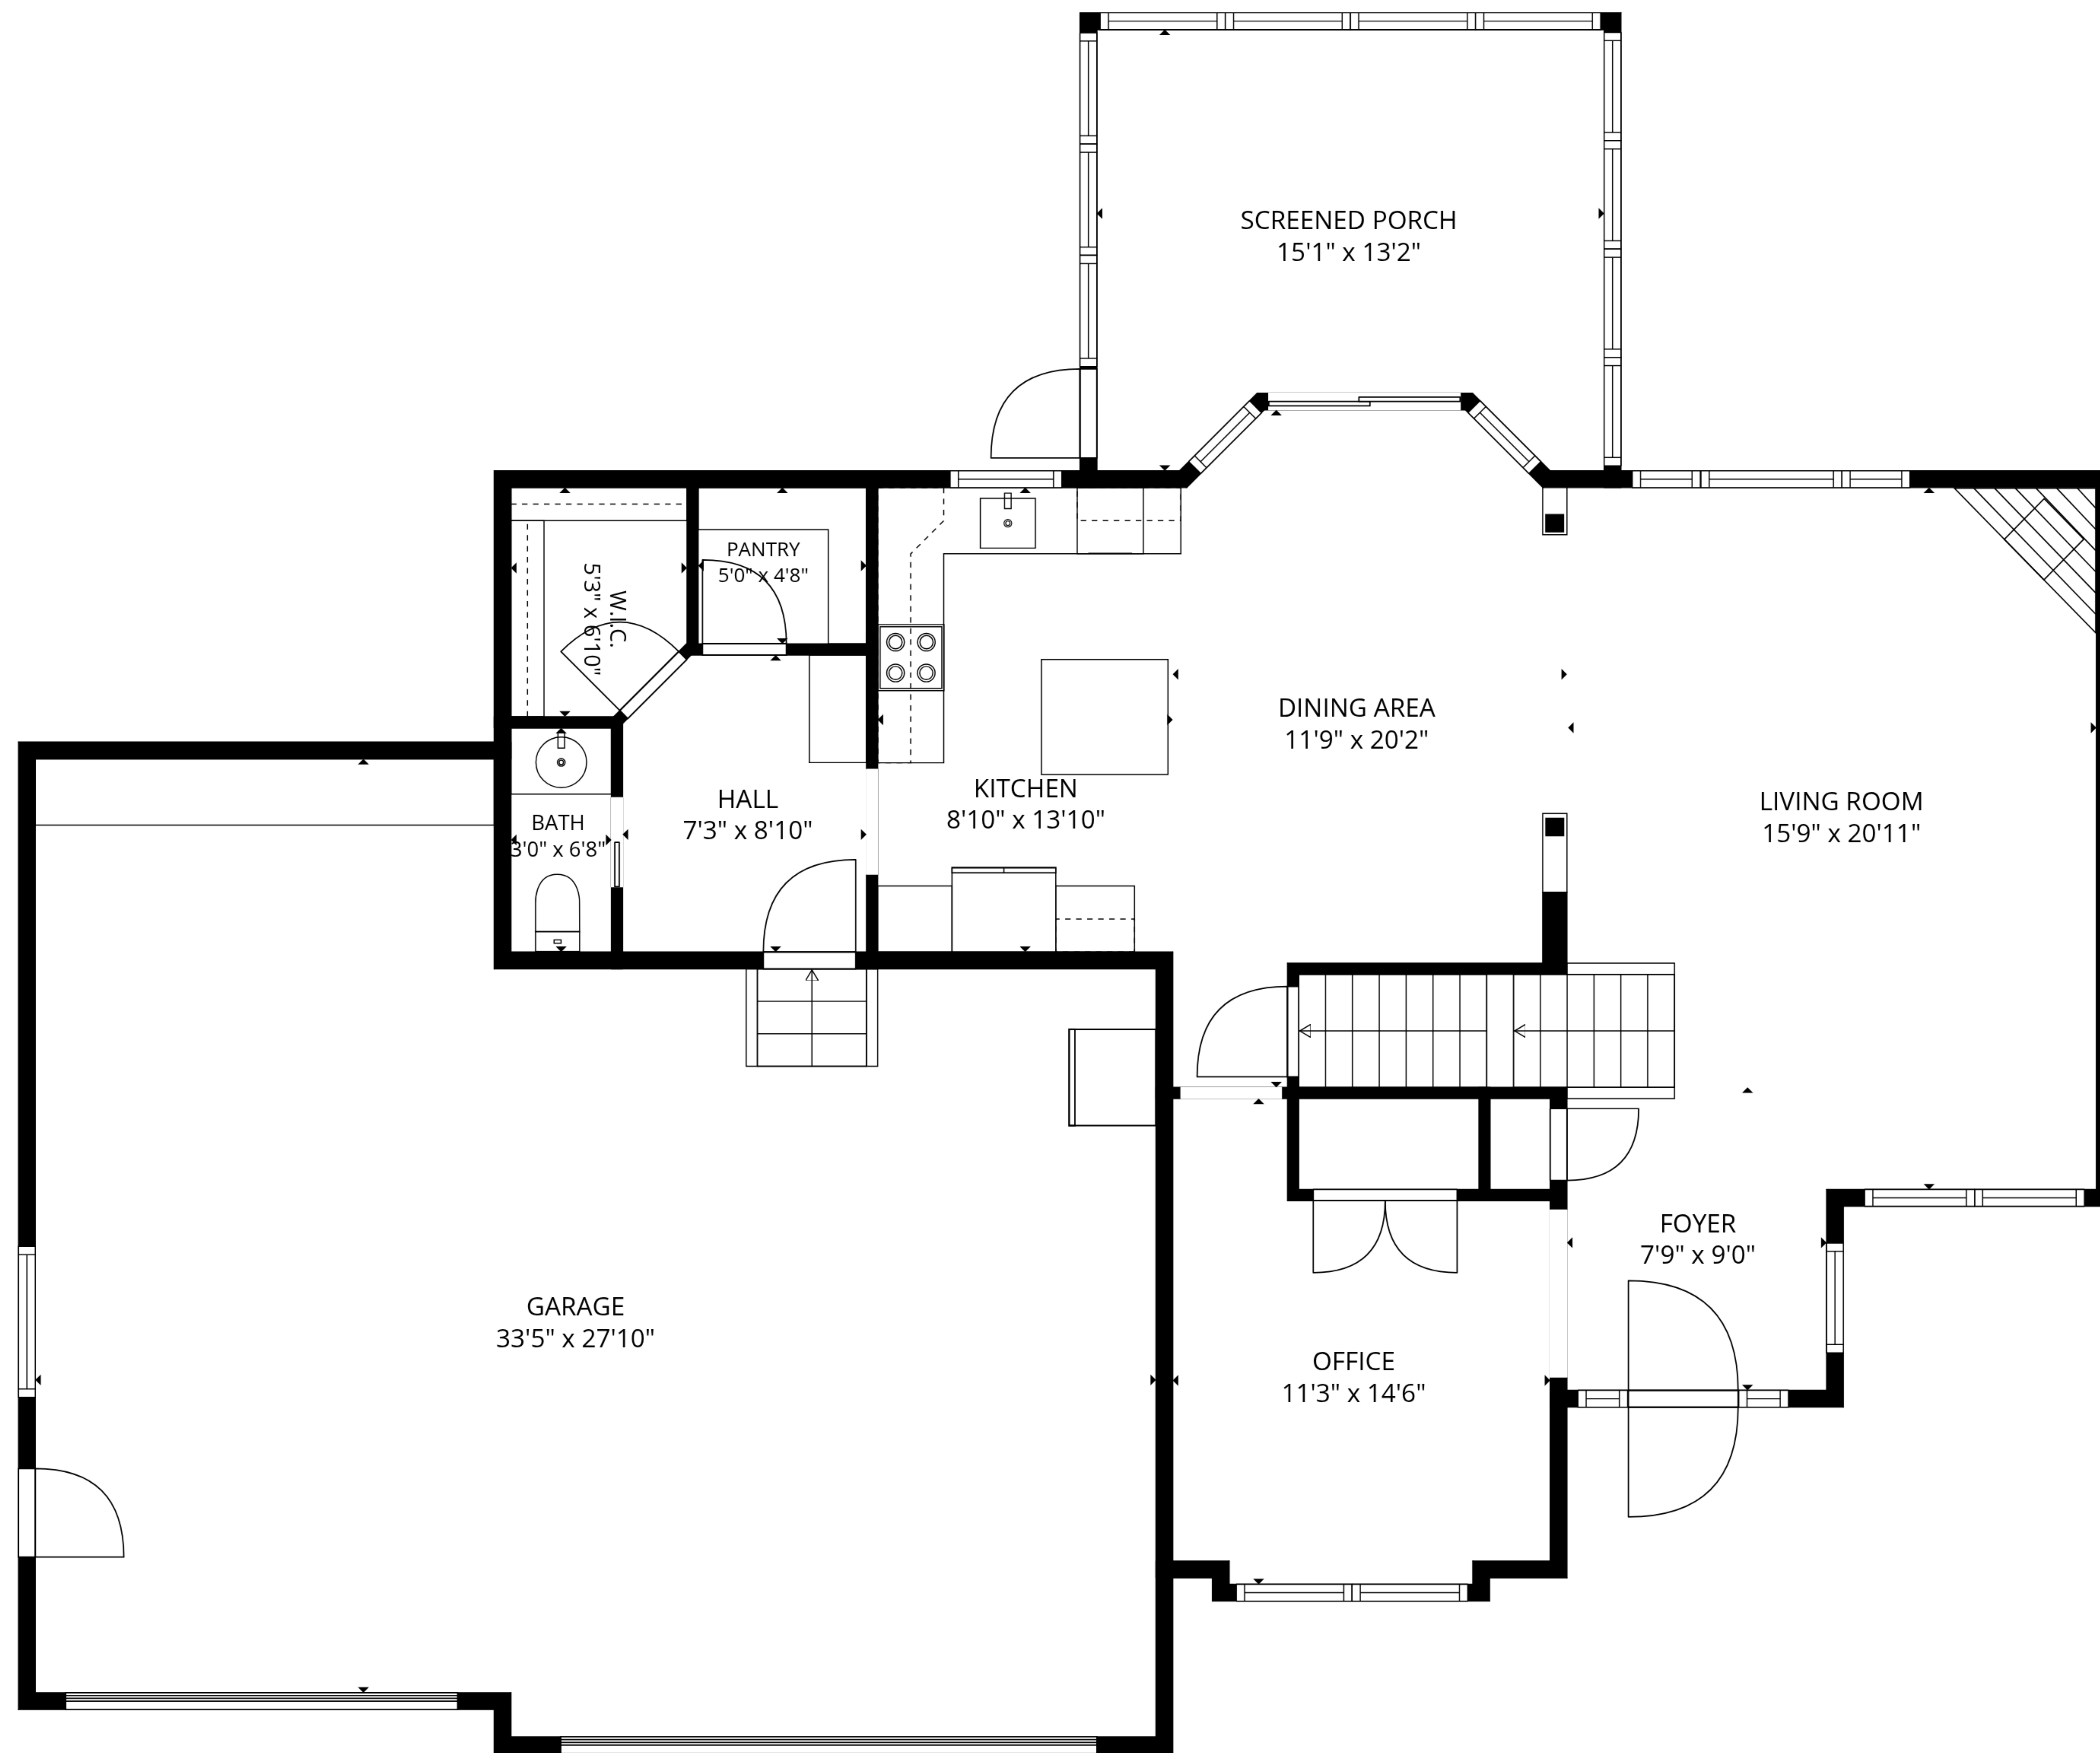 SCREENED PORCH
15'1" x 13'2"
PANTRY
5'0" x 4'8"
W.I.C.
5'3" x 6'10"
DINING AREA
11'9" x 20'2"
KITCHEN
8'10" x 13'10"
HALL
7'3" x 8'10"
LIVING ROOM
15'9" x 20'11"
BATH
3'0" x 6'8"
FOYER
7'9" x 9'0"
GARAGE
33'5" x 27'10"
OFFICE
11'3" x 14'6"